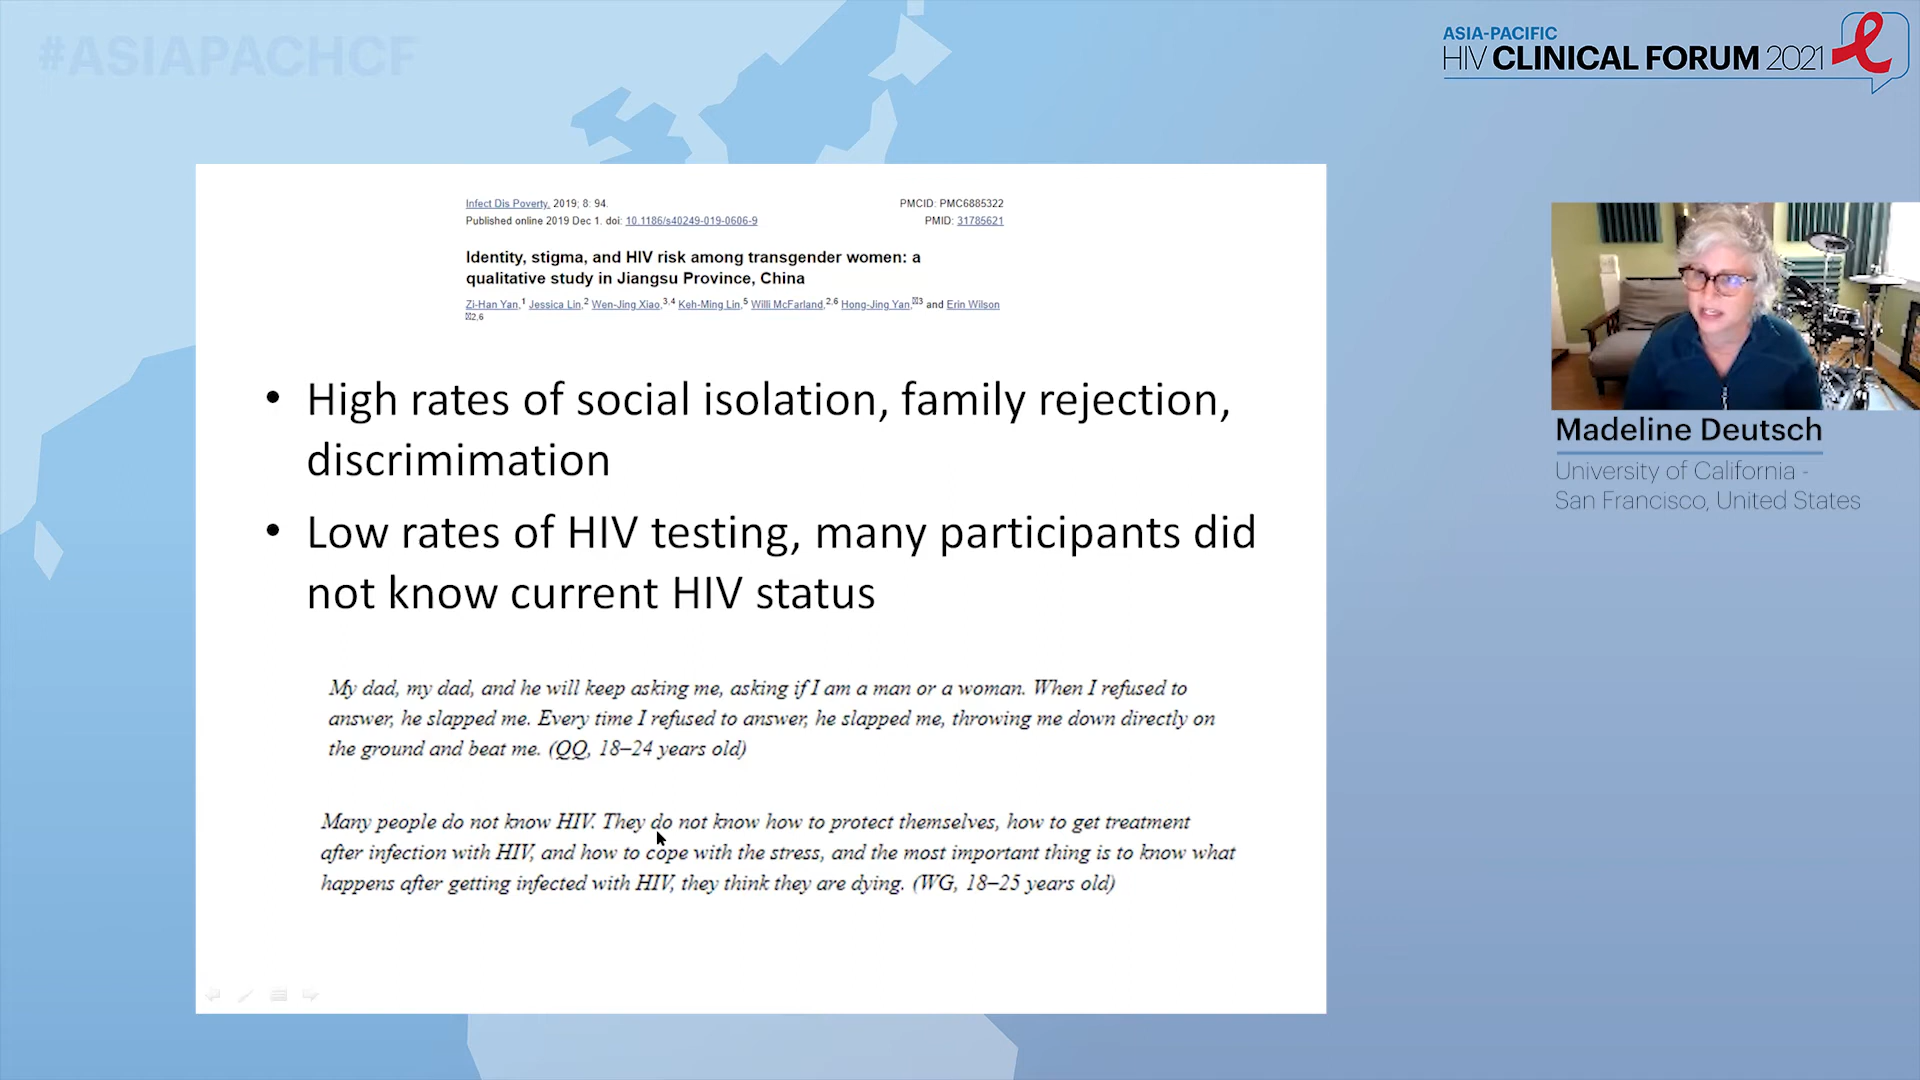 #ASIAPACHCF
ASIA-PACIFIC
HIV CLINICAL FORUM 2021
Infect Dis Poverty. 2019; 8: 94.
PMCID: PMC6885322
Published online 2019 Dec 1. doi: 10.1186/s40249-019-0606-9
PMID: 31785621
Identity, stigma, and HIV risk among transgender women: a
qualitative study in Jiangsu Province, China
Zi-Han Yan,1 Jessica Lin,2 Wen-Jing Xiao,3,4 Keh-Ming Lin,5 Willi McFarland,2,6 Hong-Jing Yan,✉3 and Erin Wilson
✉2,6
• High rates of social isolation, family rejection,
discrimimation
• Low rates of HIV testing, many participants did
not know current HIV status
My dad, my dad, and he will keep asking me, asking if I am a man or a woman. When I refused to
answer, he slapped me. Every time I refused to answer, he slapped me, throwing me down directly on
the ground and beat me. (QQ, 18–24 years old)
Many people do not know HIV. They do not know how to protect themselves, how to get treatment
after infection with HIV, and how to cope with the stress, and the most important thing is to know what
happens after getting infected with HIV, they think they are dying. (WG, 18–25 years old)
Madeline Deutsch
University of California -
San Francisco, United States